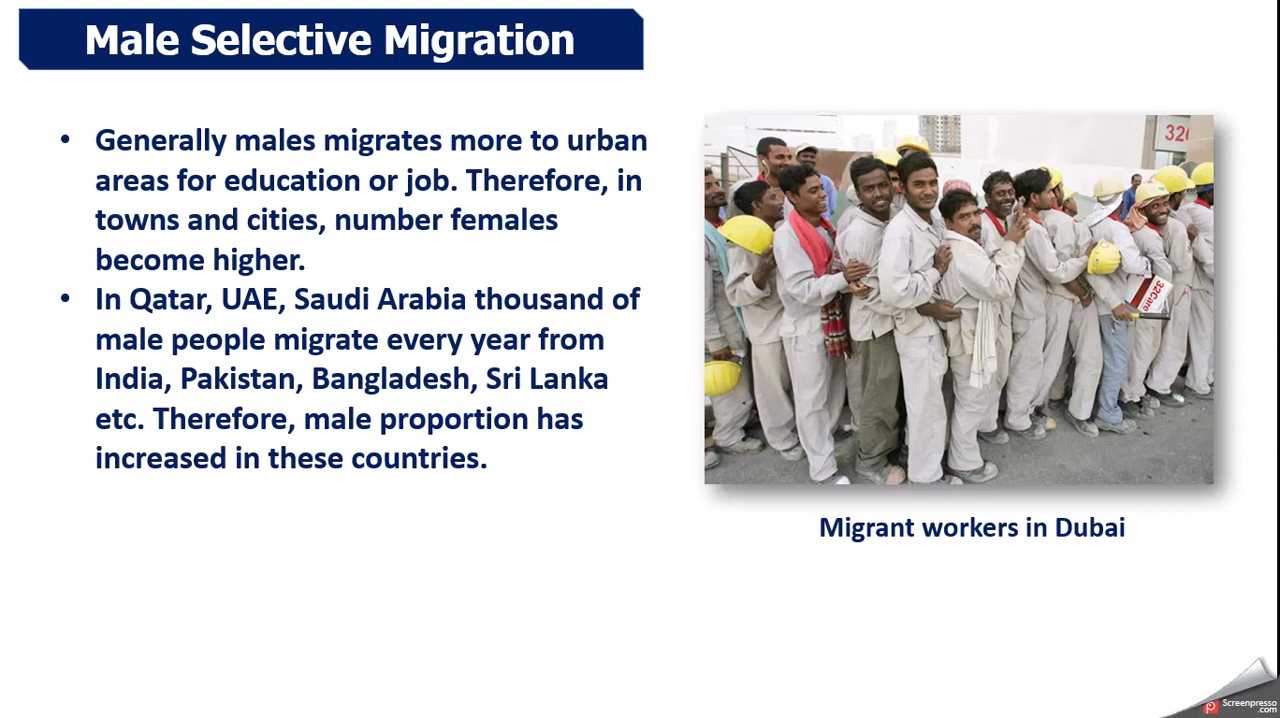 Male Selective Migration
• Generally males migrates more to urban
areas for education or job. Therefore, in
towns and cities, number females
become higher.
• In Qatar, UAE, Saudi Arabia thousand of
male people migrate every year from
India, Pakistan, Bangladesh, Sri Lanka
etc. Therefore, male proportion has
increased in these countries.
32Care
Migrant workers in Dubai
Screenpresso
.com